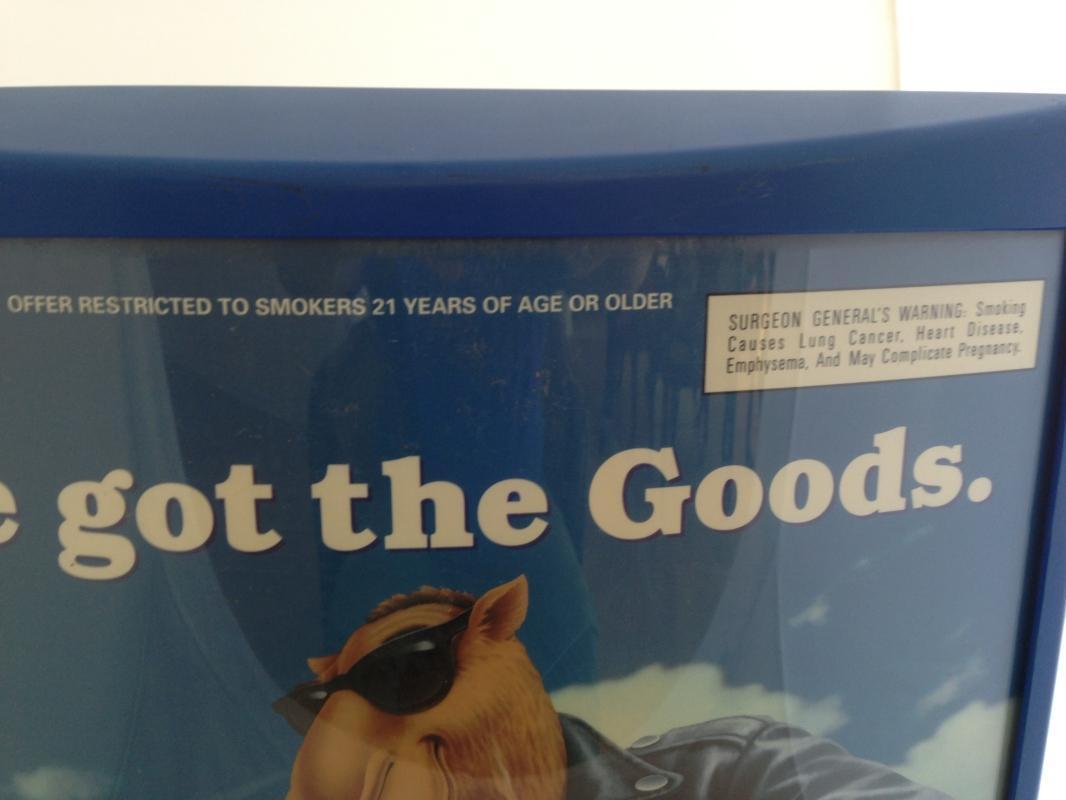 OFFER RESTRICTED TO SMOKERS 21 YEARS OF AGE OR OLDER
SURGEON GENERAL'S WARNING: Smoking
Causes Lung Cancer, Heart Disease,
Emphysema, And May Complicate Pregnancy.
got the Goods.